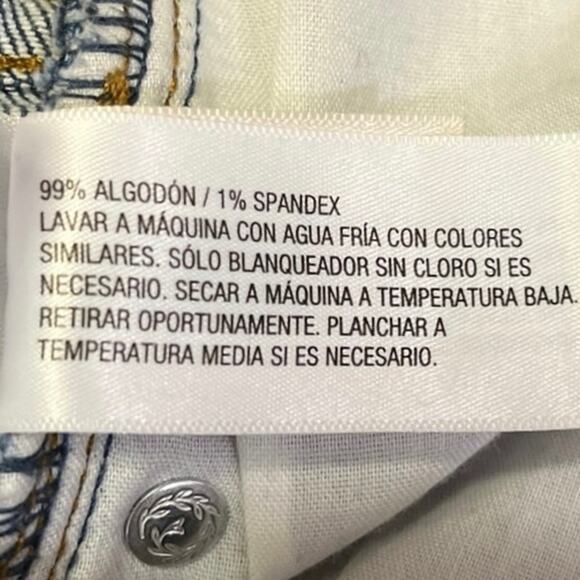 99% ALGODÓN / 1% SPANDEX
LAVAR A MÁQUINA CON AGUA FRÍA CON COLORES
SIMILARES. SÓLO BLANQUEADOR SIN CLORO SI ES
NECESARIO. SECAR A MÁQUINA A TEMPERATURA BAJA.
RETIRAR OPORTUNAMENTE. PLANCHAR A
TEMPERATURA MEDIA SI ES NECESARIO.